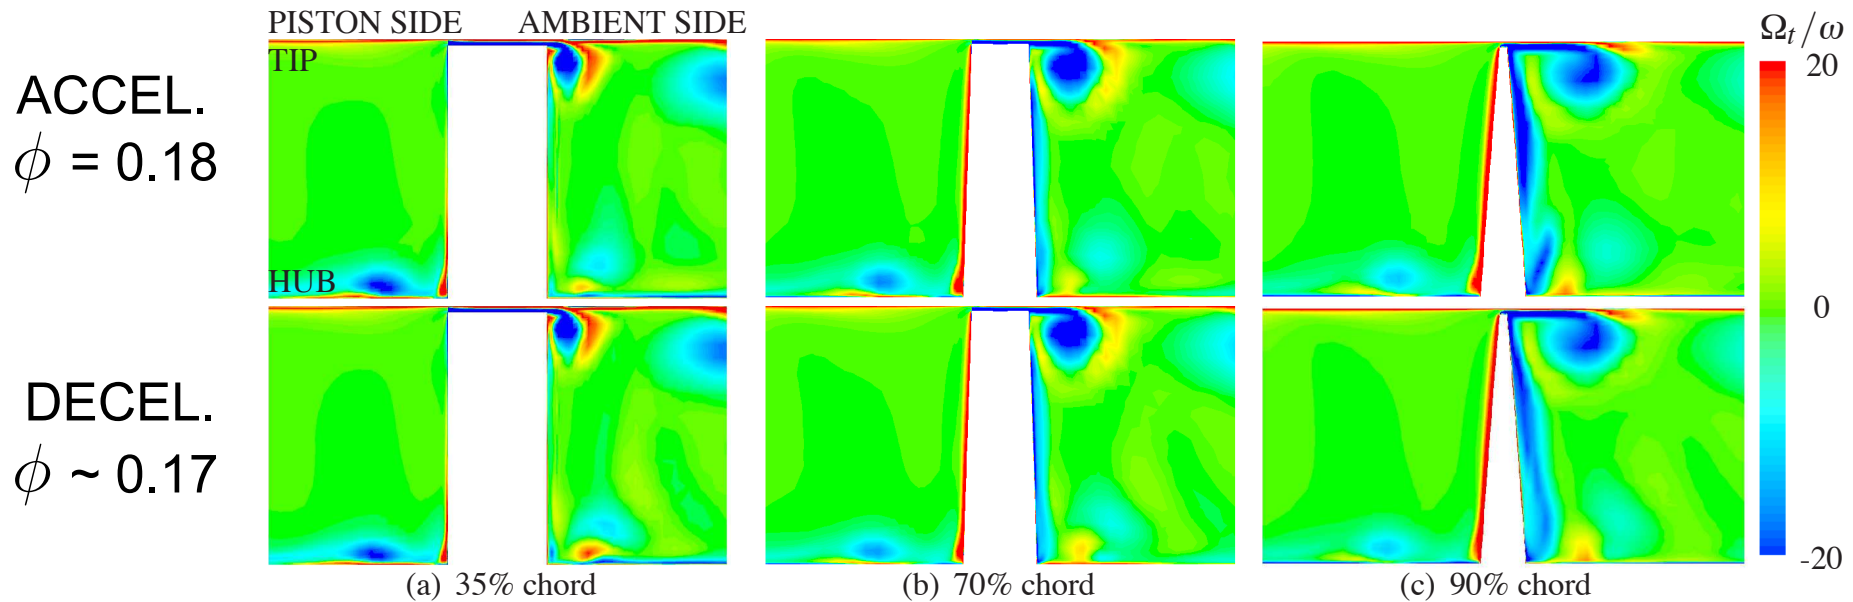 PISTON SIDE AMBIENT SIDE
TIP
HUB
ACCEL.
ϕ = 0.18
DECEL.
ϕ ~ 0.17
(a) 35% chord
(b) 70% chord
(c) 90% chord
Ωt/ω
20
0
-20